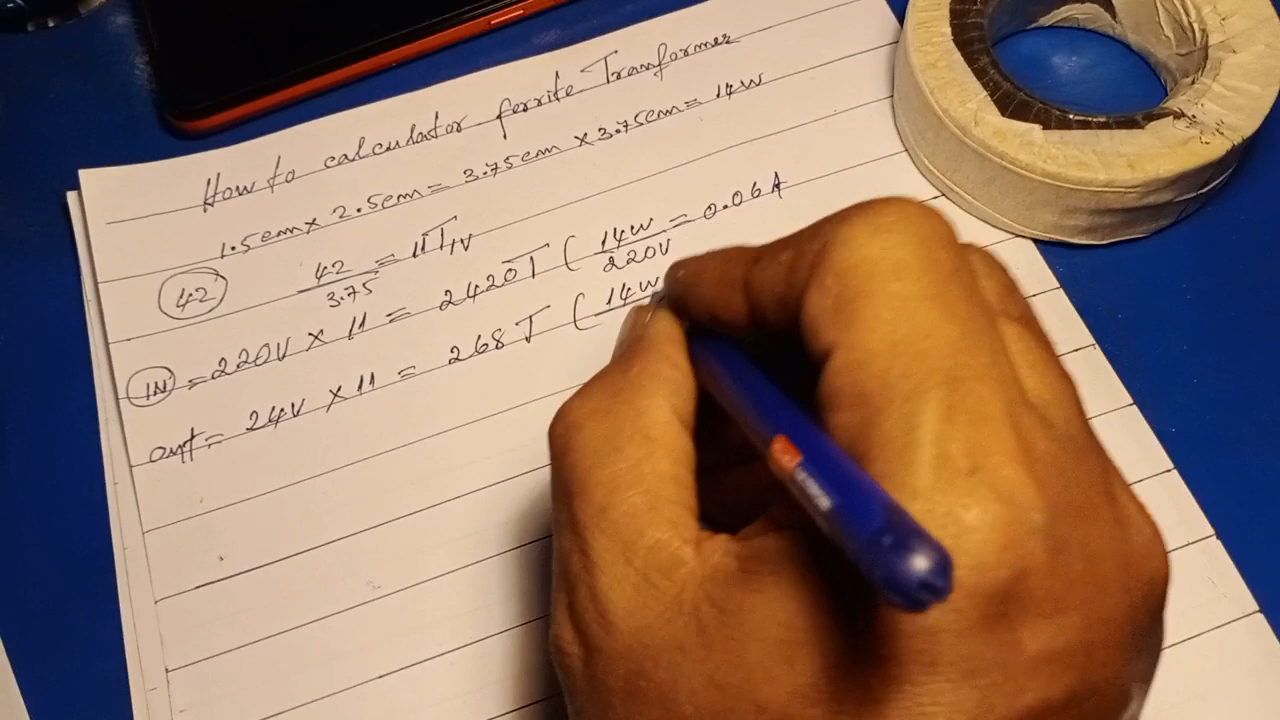 How to calculator ferrite Tranformer
1.5cm x 2.5cm = 3.75cm x 3.75cm = 14W
42 42/3.75 = 11T/1V
IN = 220V x 11 = 2420T ( 14W/220V = 0.06A
out = 24V x 11 = 268T ( 14W